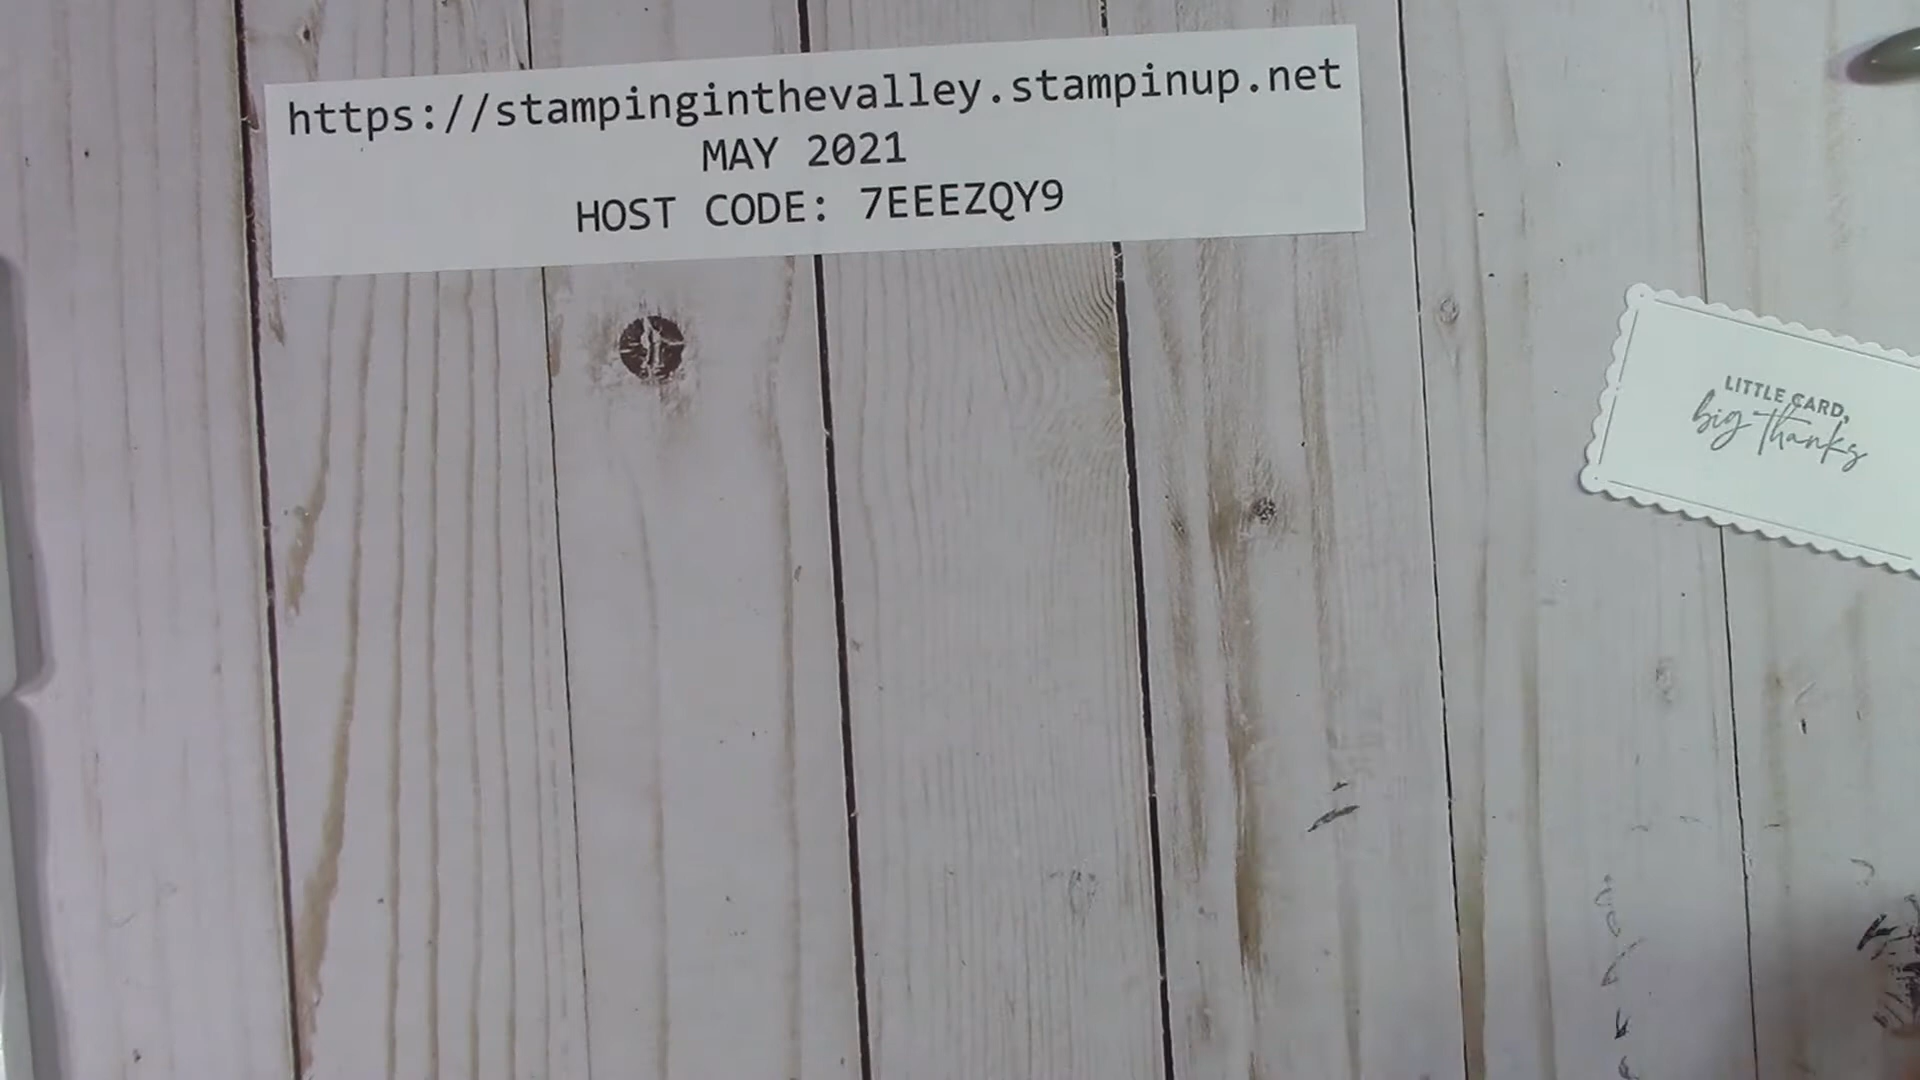 https://stampinginthevalley.stampinup.net
MAY 2021
HOST CODE: 7EEEZQY9
LITTLE CARD,
big thanks